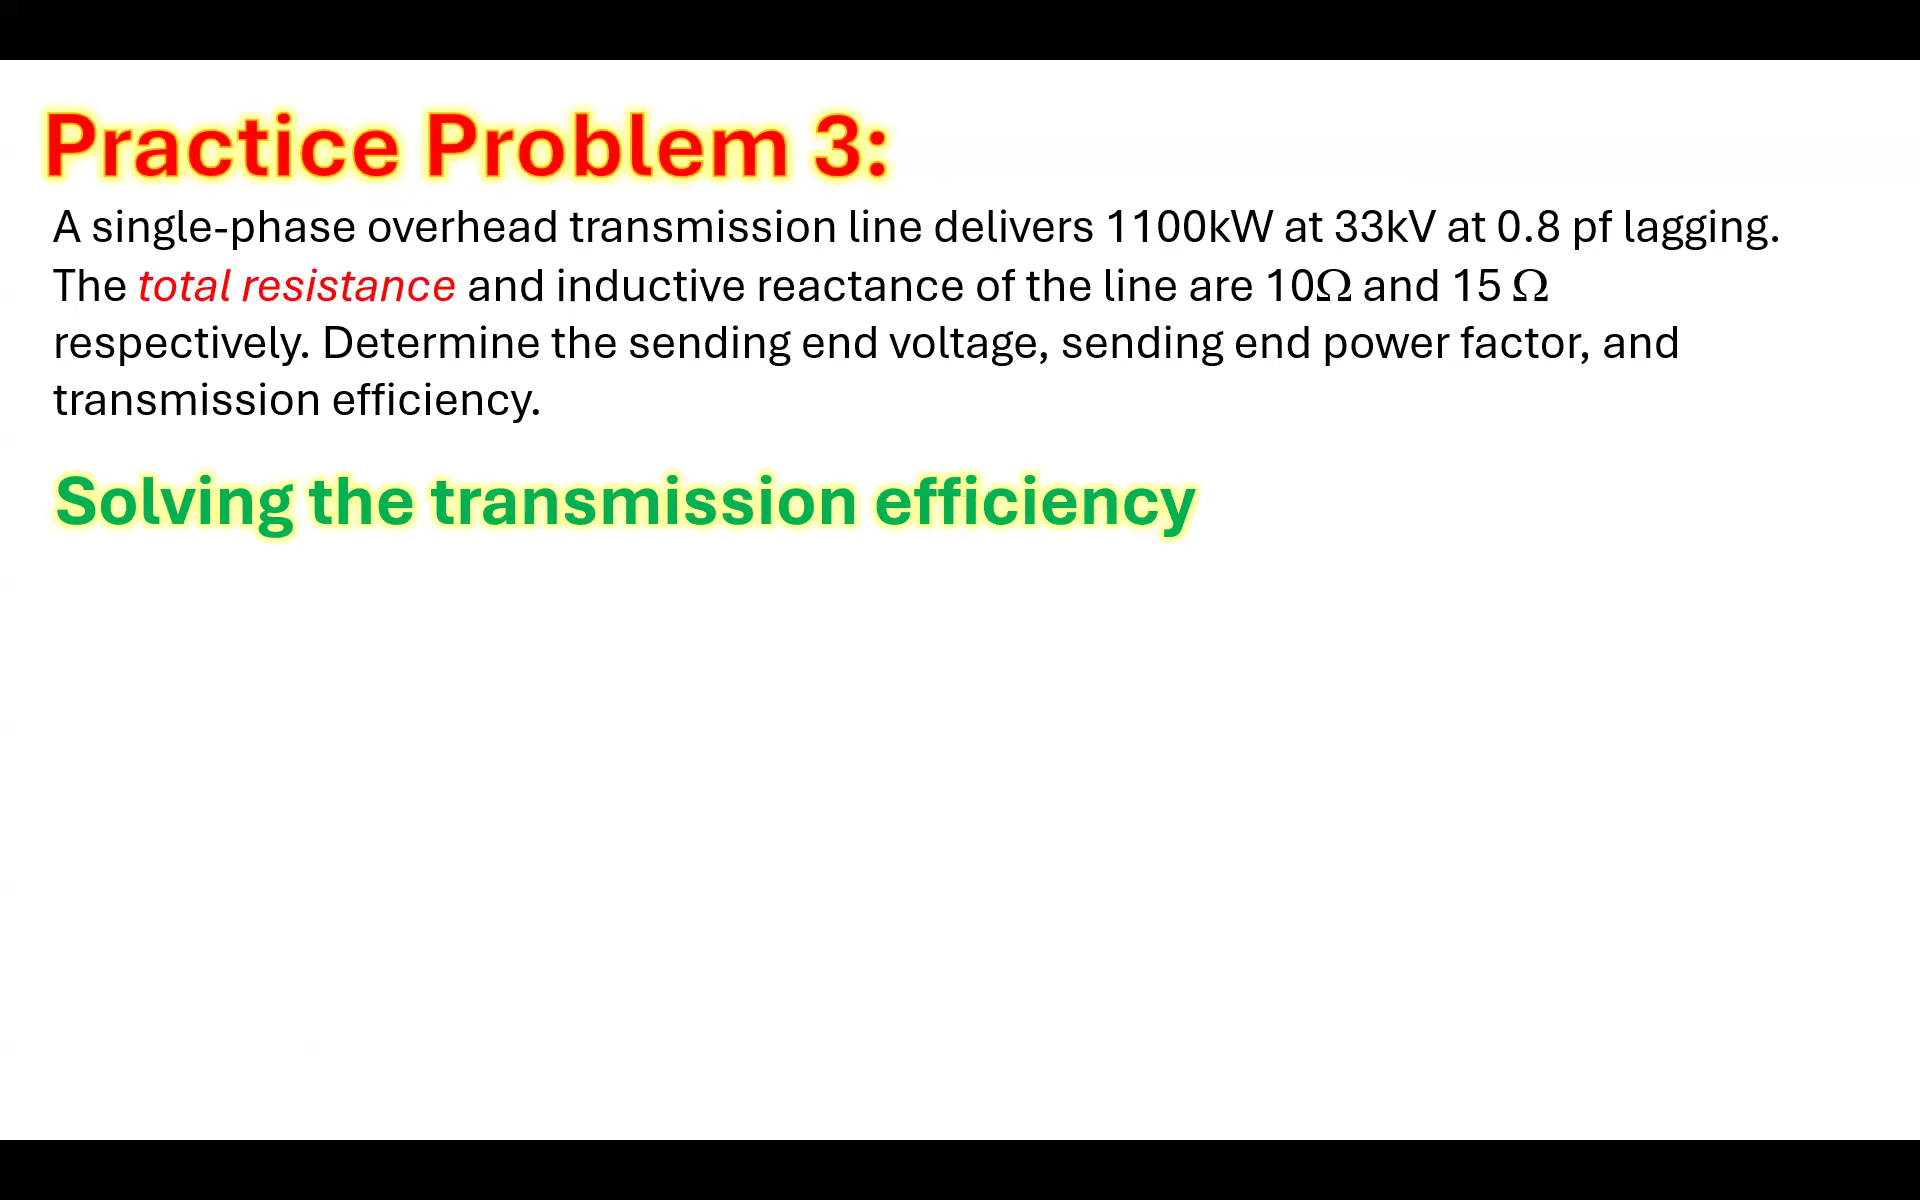 Practice Problem 3:
A single-phase overhead transmission line delivers 1100kW at 33kV at 0.8 pf lagging.
The total resistance and inductive reactance of the line are 10Ω and 15 Ω
respectively. Determine the sending end voltage, sending end power factor, and
transmission efficiency.
Solving the transmission efficiency